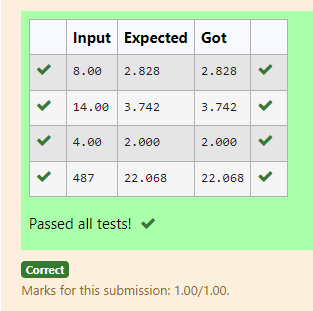 Input Expected Got
8.00 2.828 2.828
14.00 3.742 3.742
4.00 2.000 2.000
487 22.068 22.068
Passed all tests!
Correct
Marks for this submission: 1.00/1.00.